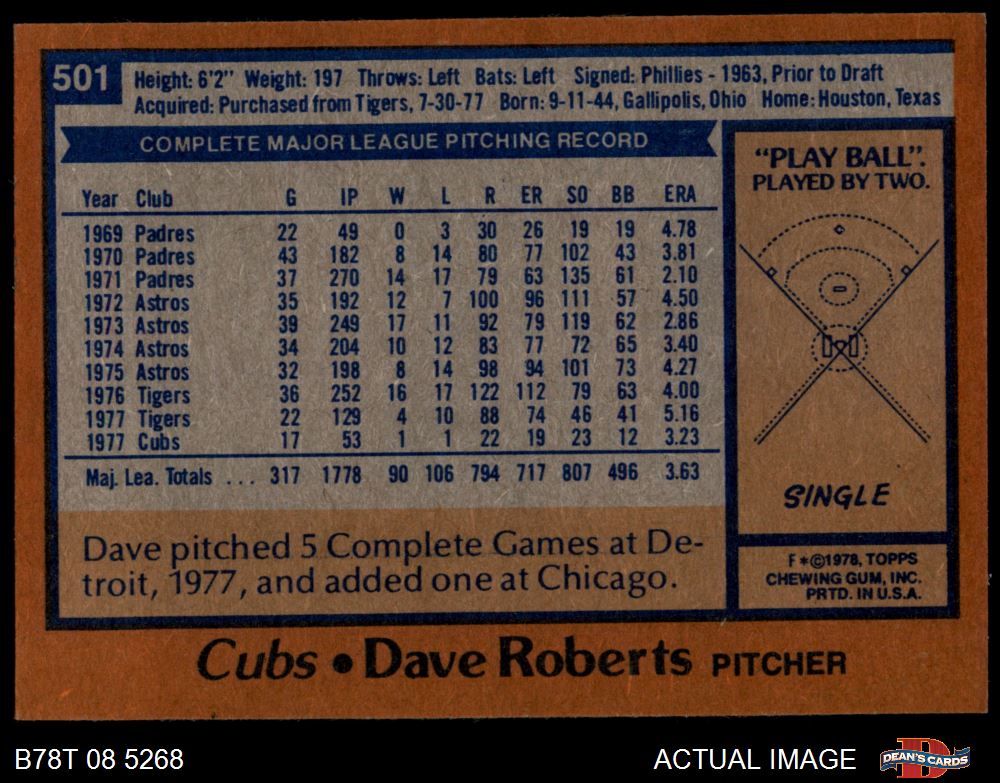 501
Height: 6'2" Weight: 197 Throws: Left Bats: Left Signed: Phillies - 1963, Prior to Draft
Acquired: Purchased from Tigers, 7-30-77 Born: 9-11-44, Gallipolis, Ohio Home: Houston, Texas
COMPLETE MAJOR LEAGUE PITCHING RECORD
Year Club G IP W L R ER SO BB ERA
1969 Padres 22 49 0 3 30 26 19 19 4.78
1970 Padres 43 182 8 14 80 77 102 43 3.81
1971 Padres 37 270 14 17 79 63 135 61 2.10
1972 Astros 35 192 12 7 100 96 111 57 4.50
1973 Astros 39 249 17 11 92 79 119 62 2.86
1974 Astros 34 204 10 12 83 77 72 65 3.40
1975 Astros 32 198 8 14 98 94 101 73 4.27
1976 Tigers 36 252 16 17 122 112 79 63 4.00
1977 Tigers 22 129 4 10 88 74 46 41 5.16
1977 Cubs 17 53 1 1 22 19 23 12 3.23
Maj. Lea. Totals ... 317 1778 90 106 794 717 807 496 3.63
Dave pitched 5 Complete Games at De-
troit, 1977, and added one at Chicago.
"PLAY BALL".
PLAYED BY TWO.
SINGLE
F*©1978, TOPPS
CHEWING GUM, INC.
PRTD. IN U.S.A.
Cubs • Dave Roberts PITCHER
B78T 08 5268
ACTUAL IMAGE
DEAN'S CARDS